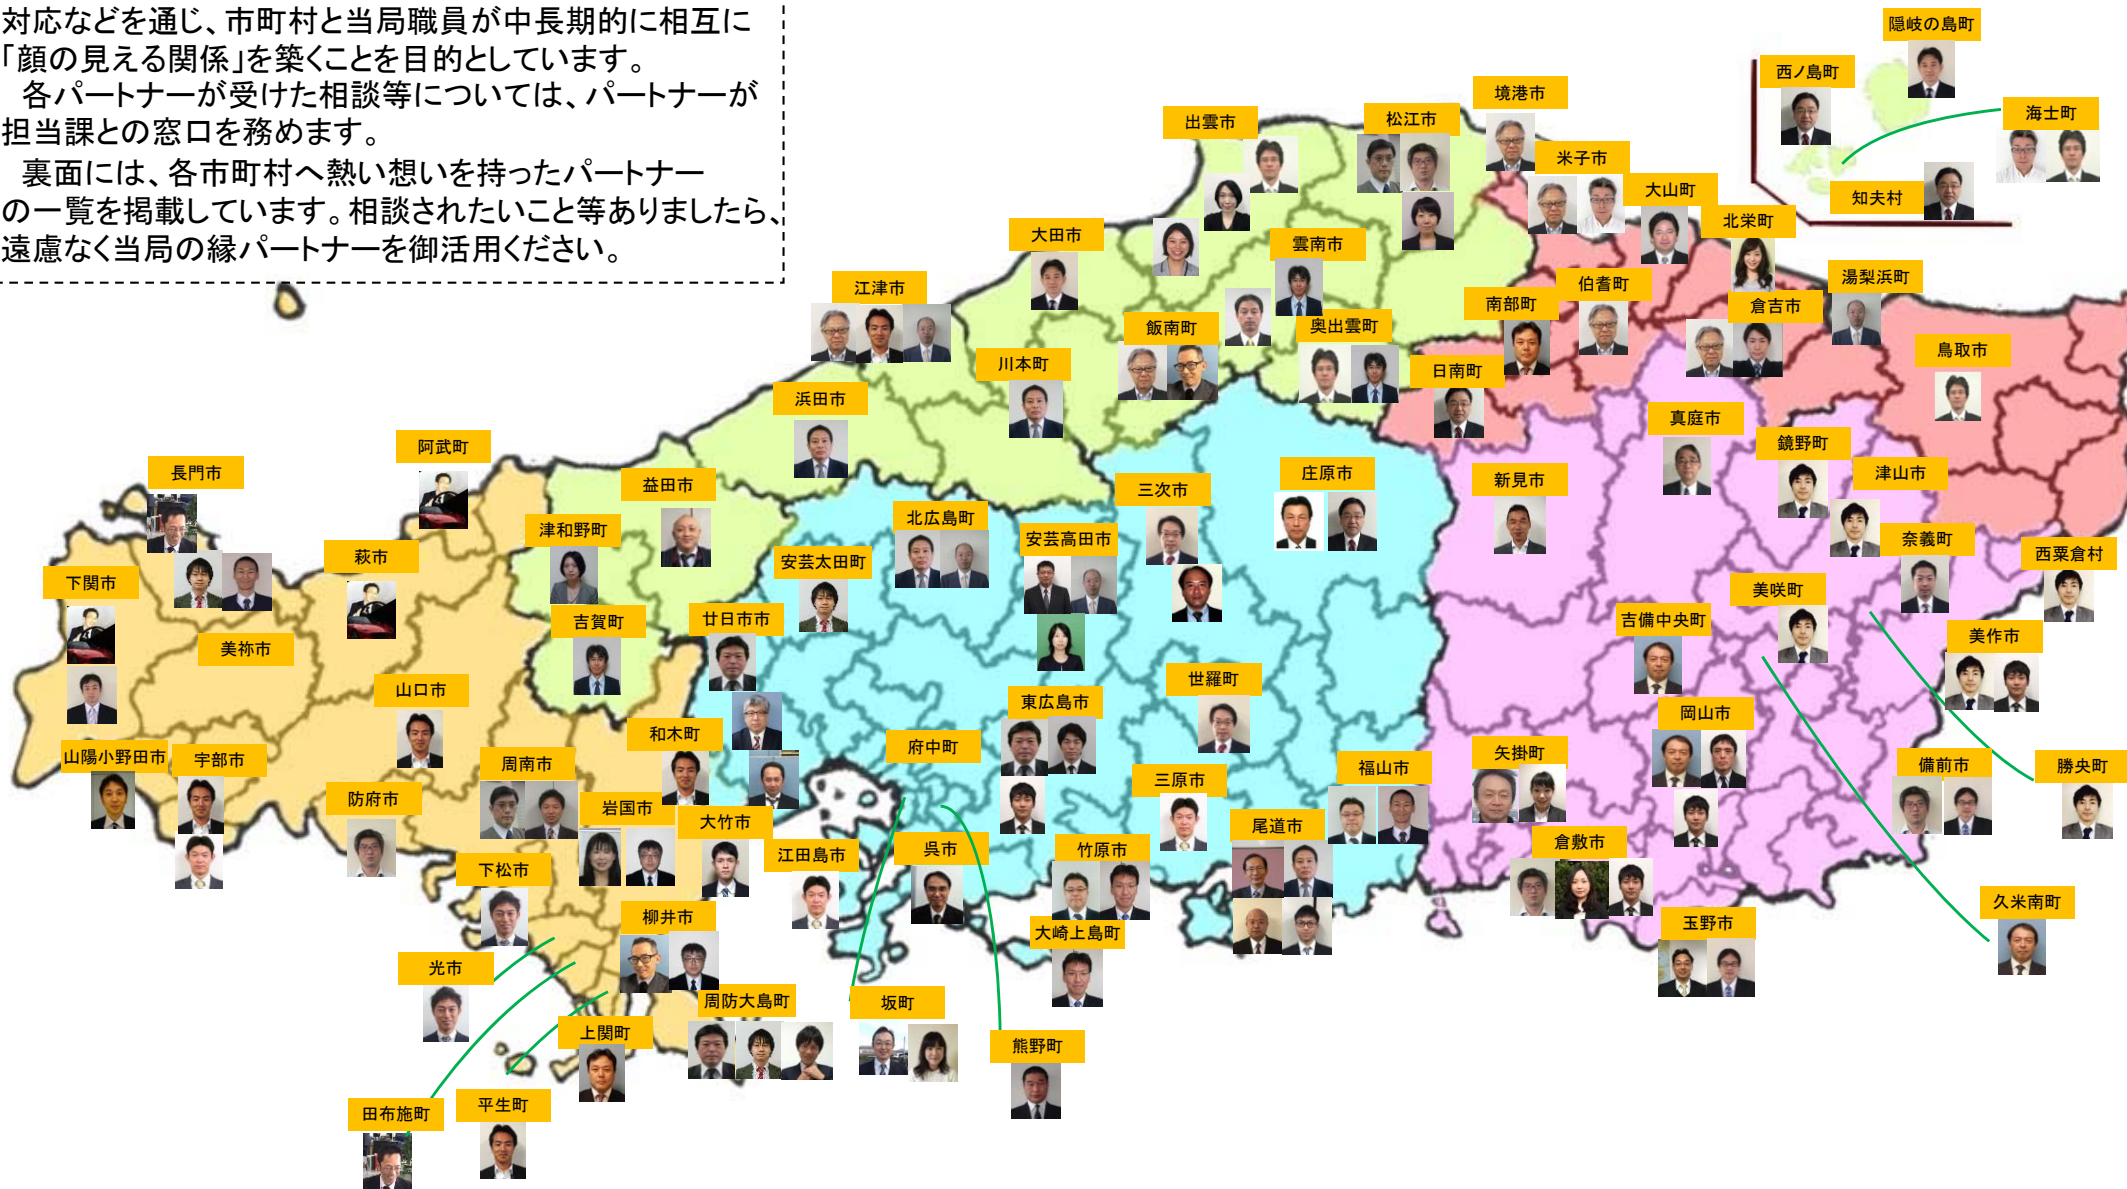 対応などを通じ、市町村と当局職員が中長期的に相互に
「顔の見える関係」を築くことを目的としています。
各パートナーが受けた相談等については、パートナーが
担当課との窓口を務めます。
裏面には、各市町村へ熱い想いを持ったパートナー
の一覧を掲載しています。相談されたいこと等ありましたら、
遠慮なく当局の縁パートナーを御活用ください。
隠岐の島町
西ノ島町
海士町
知夫村
境港市
出雲市
松江市
米子市
大山町
北栄町
大田市
雲南市
湯梨浜町
江津市
伯耆町
南部町
倉吉市
飯南町
奥出雲町
鳥取市
川本町
日南町
浜田市
真庭市
阿武町
鏡野町
長門市
益田市
三次市
庄原市
新見市
津山市
津和野町
北広島町
安芸高田市
奈義町
西粟倉村
萩市
安芸太田町
下関市
美咲町
吉賀町
廿日市市
吉備中央町
美作市
美祢市
山口市
世羅町
東広島市
岡山市
和木町
府中町
矢掛町
山陽小野田市
宇部市
周南市
三原市
福山市
備前市
勝央町
防府市
岩国市
大竹市
尾道市
江田島市
呉市
竹原市
倉敷市
下松市
久米南町
柳井市
玉野市
大崎上島町
光市
周防大島町
坂町
上関町
熊野町
田布施町
平生町